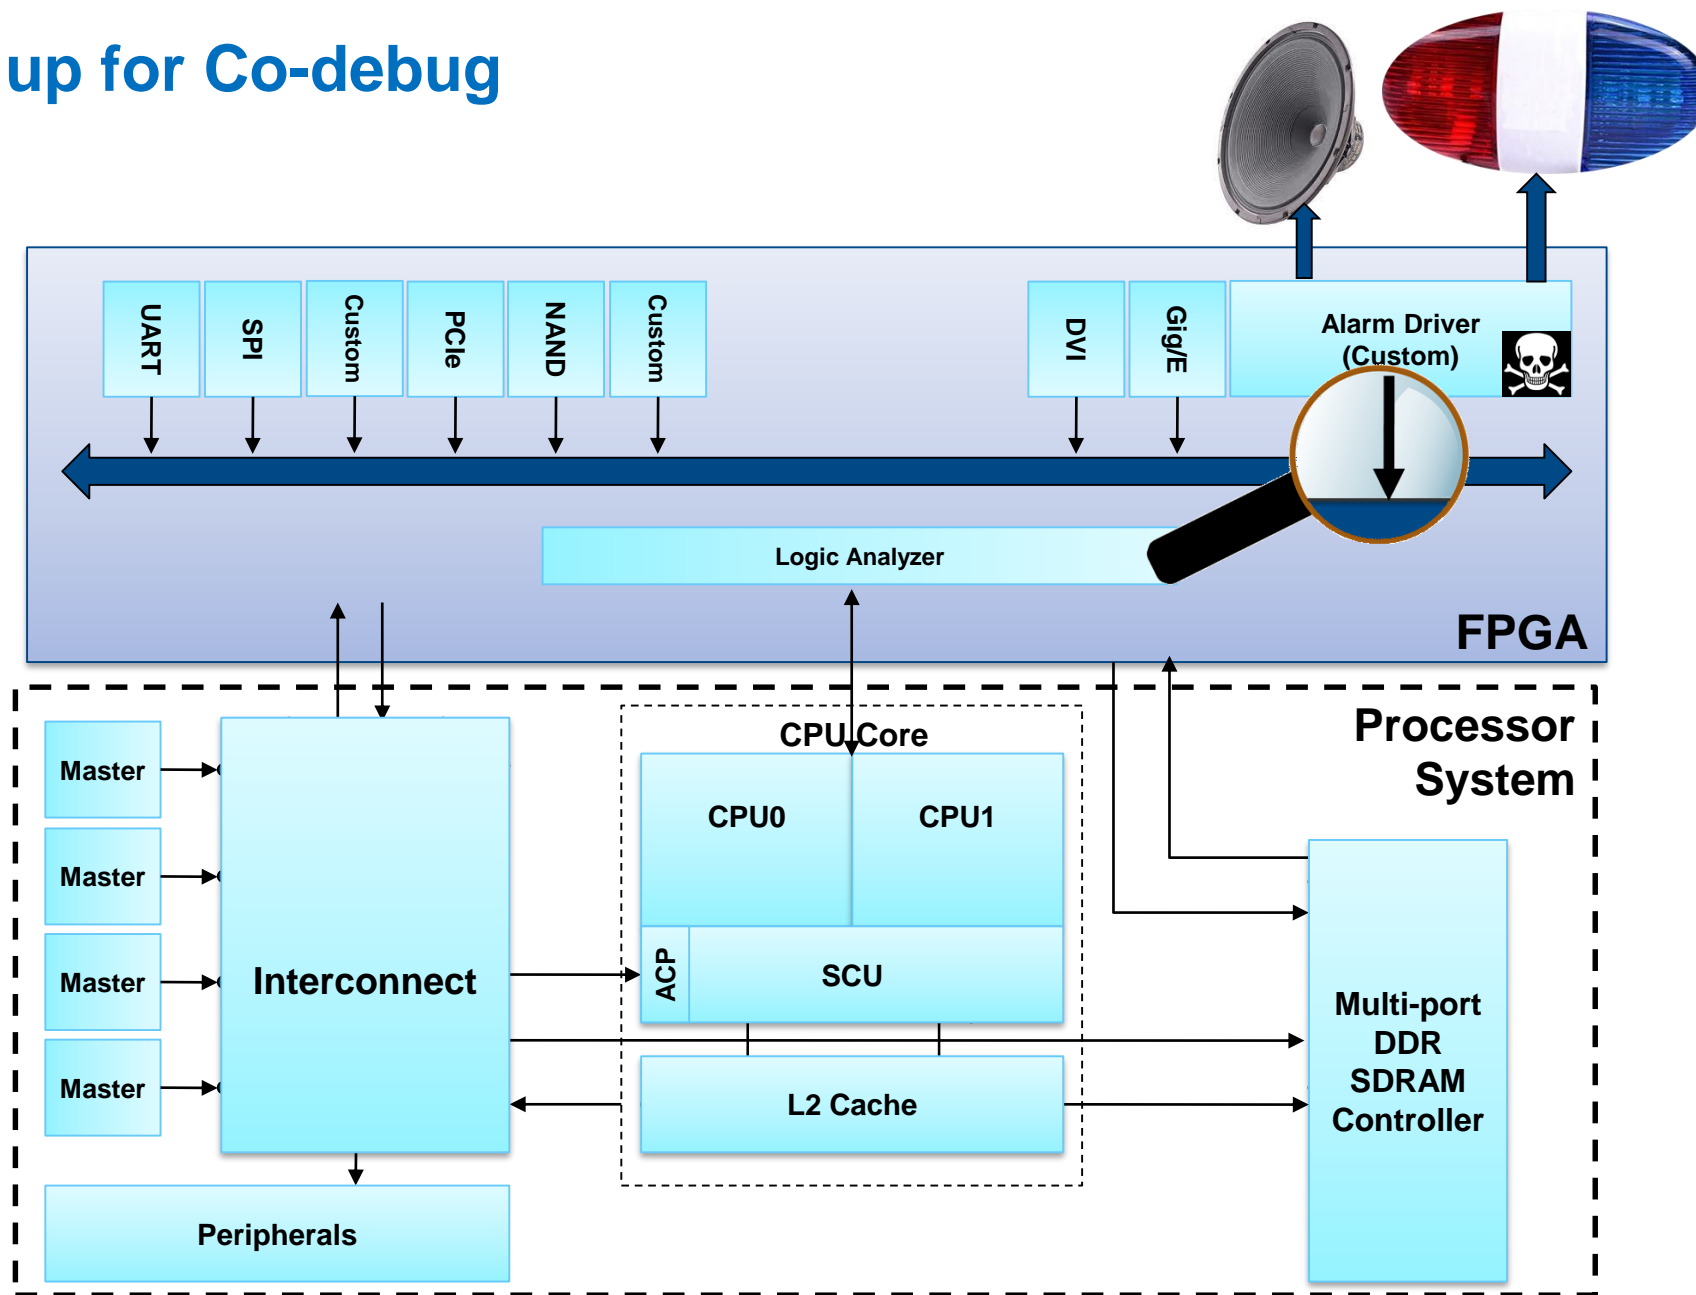 up for Co-debug
UART
SPI
Custom
PCIe
NAND
Custom
DVI
Gig/E
Alarm Driver
(Custom)
Logic Analyzer
FPGA
Processor
System
Master
Master
Master
Master
Interconnect
Peripherals
CPU Core
CPU0
CPU1
ACP
SCU
L2 Cache
Multi-port
DDR
SDRAM
Controller